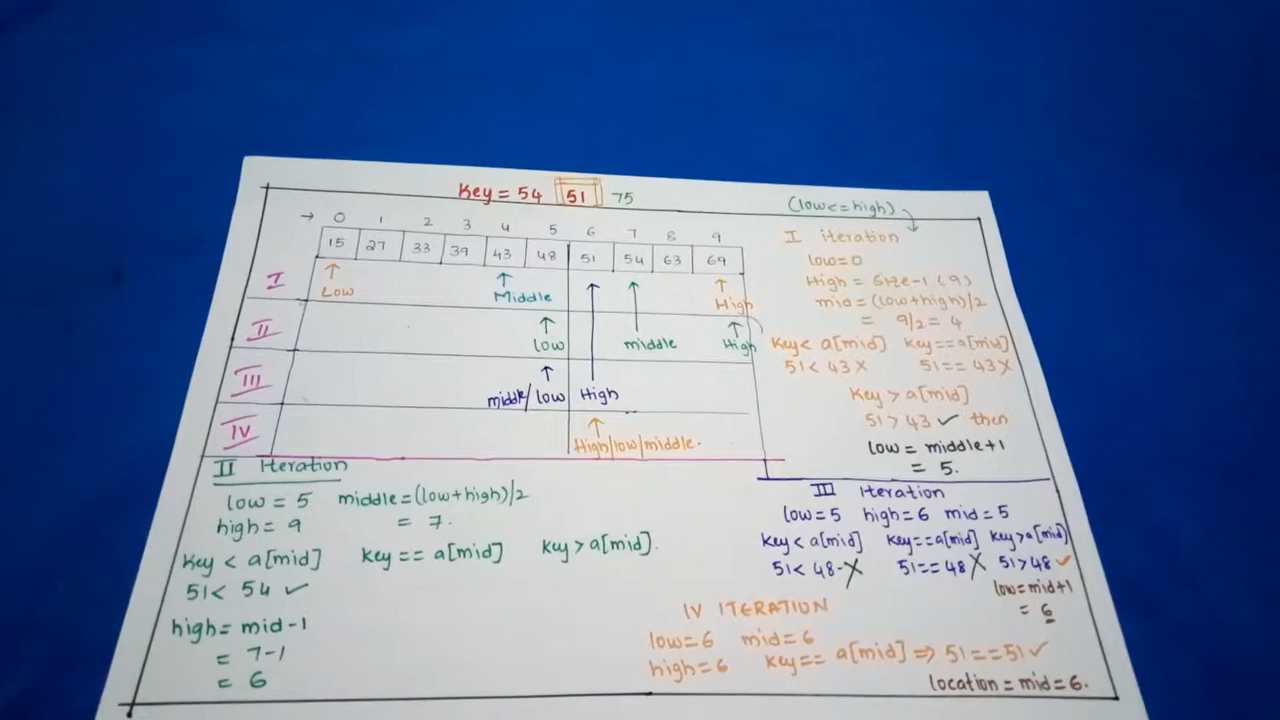 Key = 54 51 75
→ 0 1 2 3 4 5 6 7 8 9
15 27 33 39 43 48 51 54 63 69
I
↑ ↑ ↑
Low Middle High
II
↑ ↑ ↑
low middle High
III
↑ ↑
middle/low High
IV
↑
High/low/middle.
(low<=high)
I iteration
low=0
High = size-1 (9)
mid=(low+high)/2
= 9/2 = 4
Key< a[mid] Key==a[mid]
51<43 X 51==43X
Key > a[mid]
51>43 ✓ then
low = middle+1
= 5.
II Iteration
low = 5 middle=(low+high)/2
high= 9 = 7.
Key < a[mid] Key == a[mid] Key>a[mid].
51< 54 ✓
high= mid-1
= 7-1
= 6
III Iteration
low=5 high=6 mid=5
Key<a[mid] Key==a[mid] Key>a[mid]
51<48-X 51==48X 51>48✓
low=mid+1
= 6
IV ITERATION
low=6 mid=6
high=6 Key== a[mid] ⇒ 51==51✓
location=mid=6.